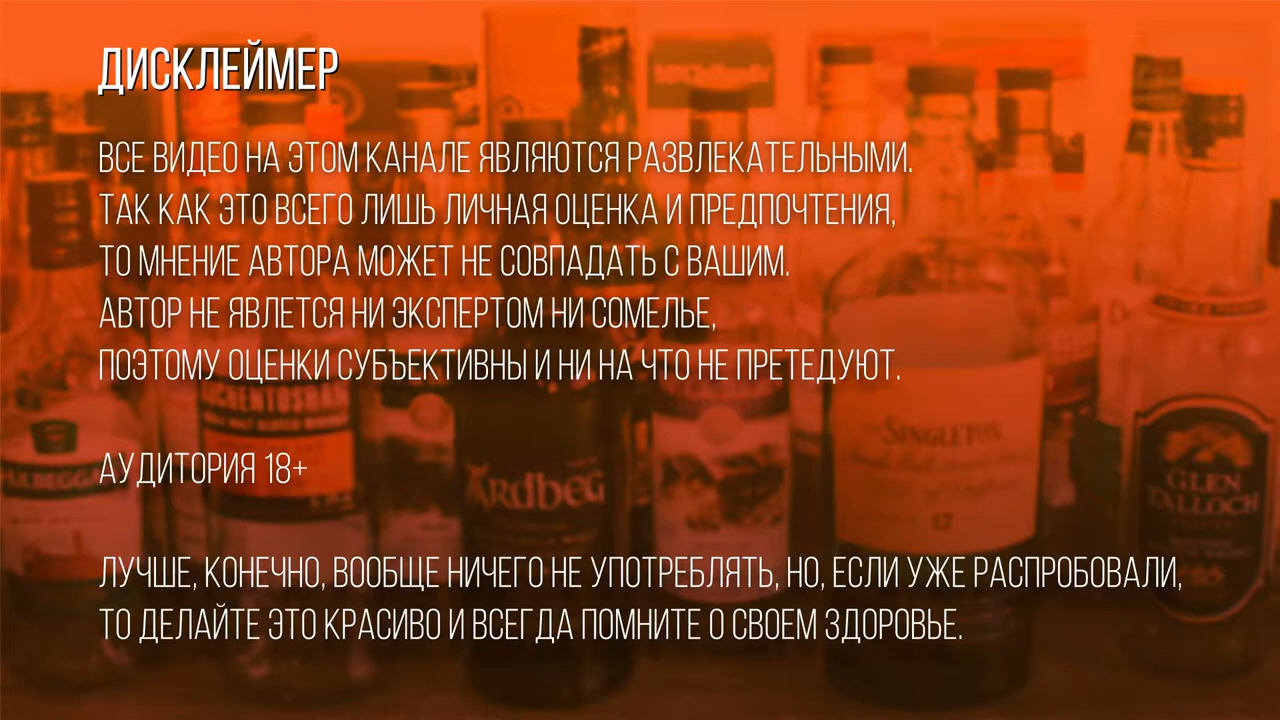 ДИСКЛЕЙМЕР
ВСЕ ВИДЕО НА ЭТОМ КАНАЛЕ ЯВЛЯЮТСЯ РАЗВЛЕКАТЕЛЬНЫМИ.
ТАК КАК ЭТО ВСЕГО ЛИШЬ ЛИЧНАЯ ОЦЕНКА И ПРЕДПОЧТЕНИЯ,
ТО МНЕНИЕ АВТОРА МОЖЕТ НЕ СОВПАДАТЬ С ВАШИМ.
АВТОР НЕ ЯВЛЕТСЯ НИ ЭКСПЕРТОМ НИ СОМЕЛЬЕ,
ПОЭТОМУ ОЦЕНКИ СУБЪЕКТИВНЫ И НИ НА ЧТО НЕ ПРЕТЕДУЮТ.
АУДИТОРИЯ 18+
ARDBEG
SINGLETON
12
GLEN
TALLOCH
ЛУЧШЕ, КОНЕЧНО, ВООБЩЕ НИЧЕГО НЕ УПОТРЕБЛЯТЬ, НО, ЕСЛИ УЖЕ РАСПРОБОВАЛИ,
ТО ДЕЛАЙТЕ ЭТО КРАСИВО И ВСЕГДА ПОМНИТЕ О СВОЕМ ЗДОРОВЬЕ.